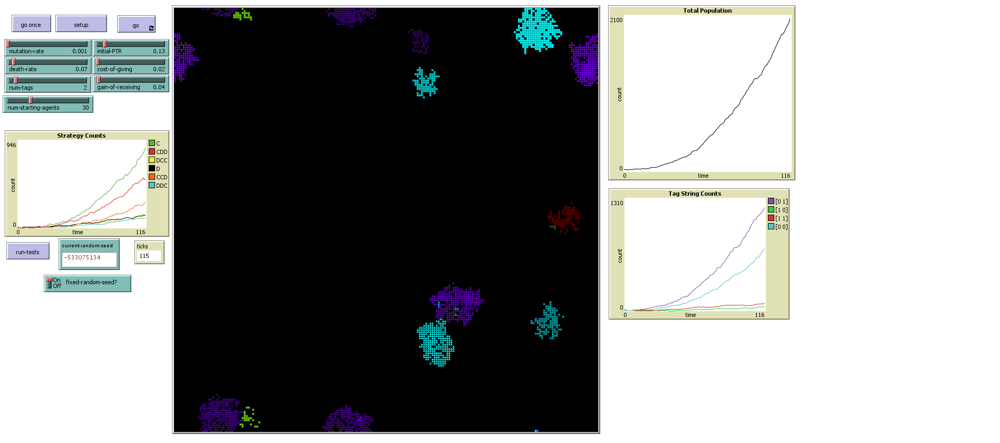 go once
setup
go
mutation-rate 0.001
initial-PTR 0.13
death-rate 0.07
cost-of-giving 0.02
num-tags 2
gain-of-receiving 0.04
num-starting-agents 30
Strategy Counts
946
0
count
0
time
116
C
CDD
DCC
D
CCD
DDC
run-tests
current-random-seed
-533075134
ticks
115
On
Off
fixed-random-seed?
Total Population
2100
0
count
0
time
116
Tag String Counts
1310
0
count
0
time
116
[0 1]
[1 0]
[1 1]
[0 0]